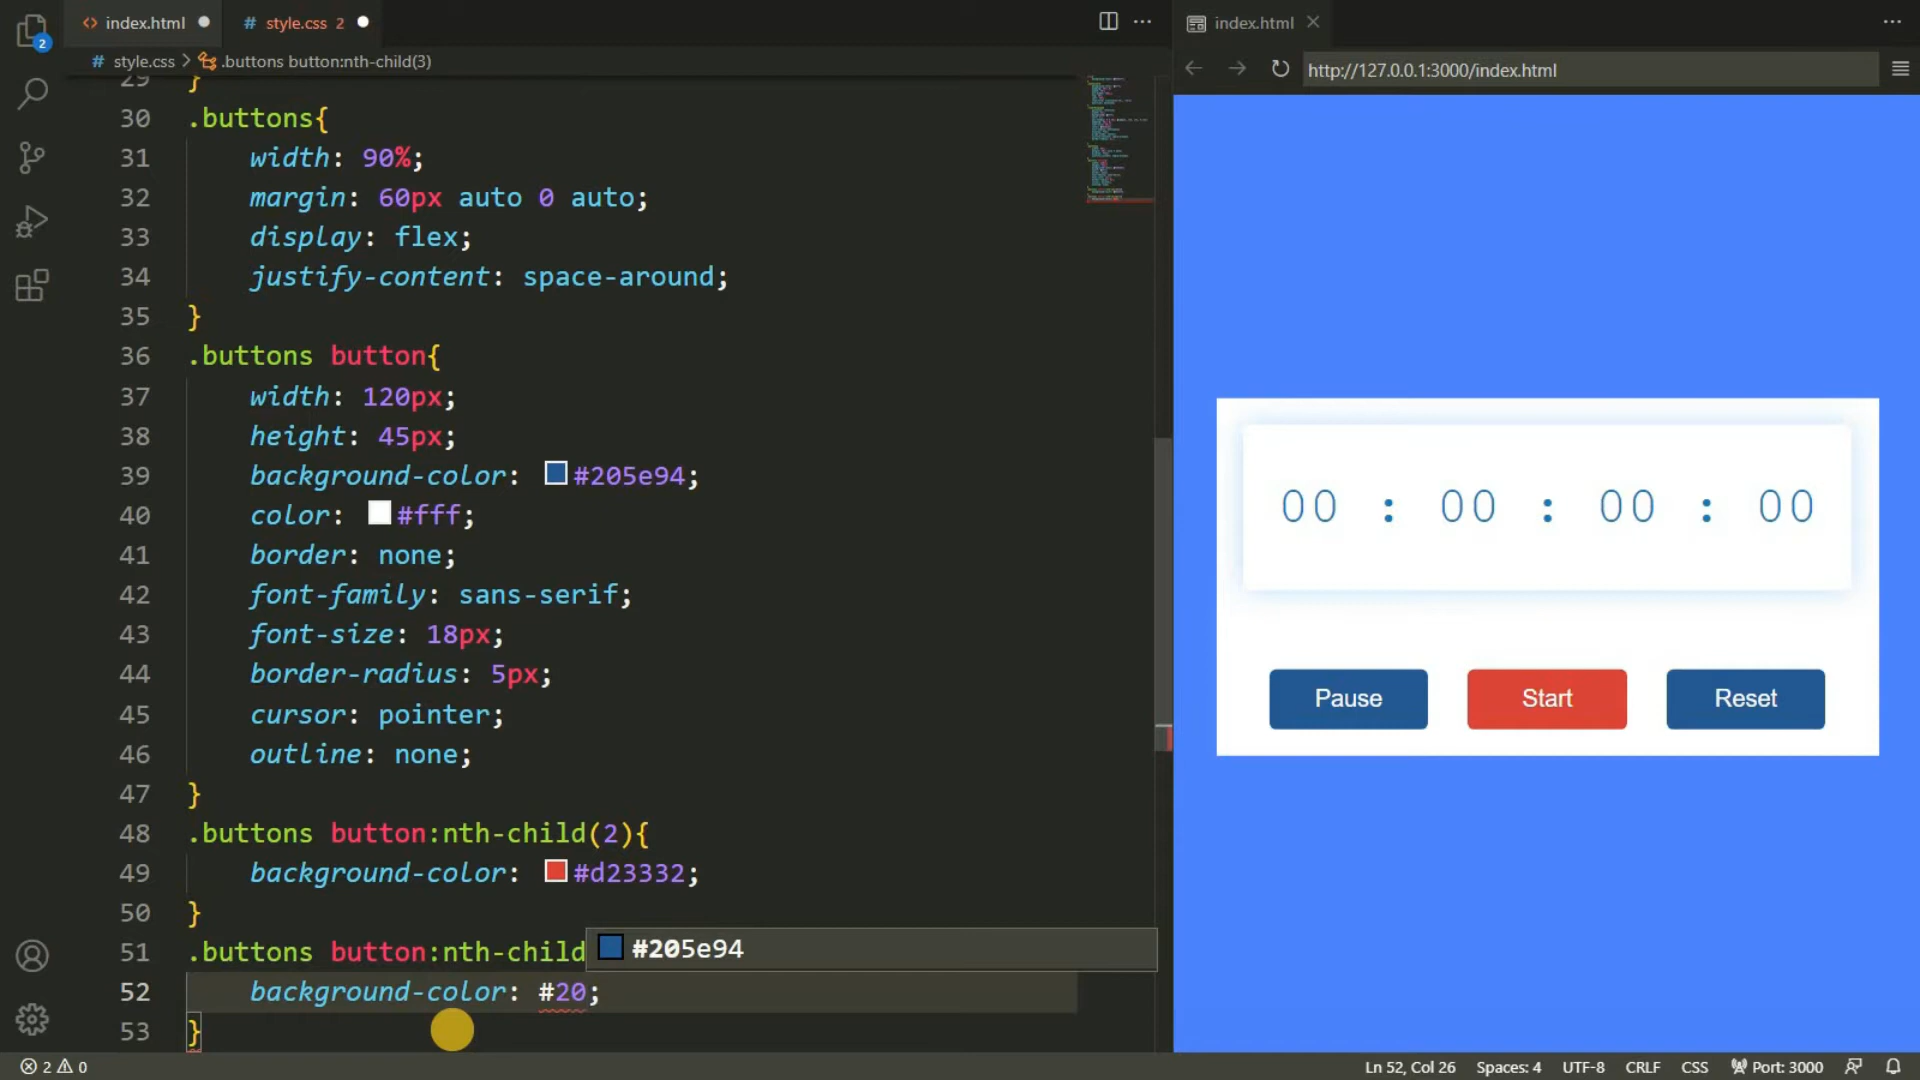 index.html
style.css 2
style.css > .buttons button:nth-child(3)
29 }
30 .buttons{
31 width: 90%;
32 margin: 60px auto 0 auto;
33 display: flex;
34 justify-content: space-around;
35 }
36 .buttons button{
37 width: 120px;
38 height: 45px;
39 background-color: #205e94;
40 color: #fff;
41 border: none;
42 font-family: sans-serif;
43 font-size: 18px;
44 border-radius: 5px;
45 cursor: pointer;
46 outline: none;
47 }
48 .buttons button:nth-child(2){
49 background-color: #d23332;
50 }
51 .buttons button:nth-child
#205e94
52 background-color: #20;
53 }
2
index.html
http://127.0.0.1:3000/index.html
00 : 00 : 00 : 00
Pause Start Reset
2 0
Ln 52, Col 26 Spaces: 4 UTF-8 CRLF CSS Port: 3000